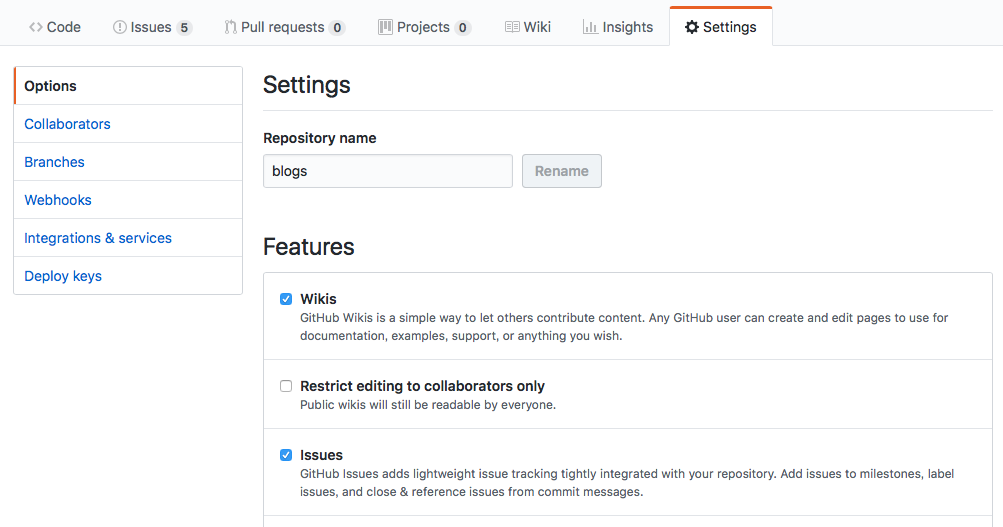 Code Issues 5 Pull requests 0 Projects 0 Wiki Insights Settings
Options
Collaborators
Branches
Webhooks
Integrations & services
Deploy keys
Settings
Repository name
blogs Rename
Features
Wikis
GitHub Wikis is a simple way to let others contribute content. Any GitHub user can create and edit pages to use for
documentation, examples, support, or anything you wish.
Restrict editing to collaborators only
Public wikis will still be readable by everyone.
Issues
GitHub Issues adds lightweight issue tracking tightly integrated with your repository. Add issues to milestones, label
issues, and close & reference issues from commit messages.